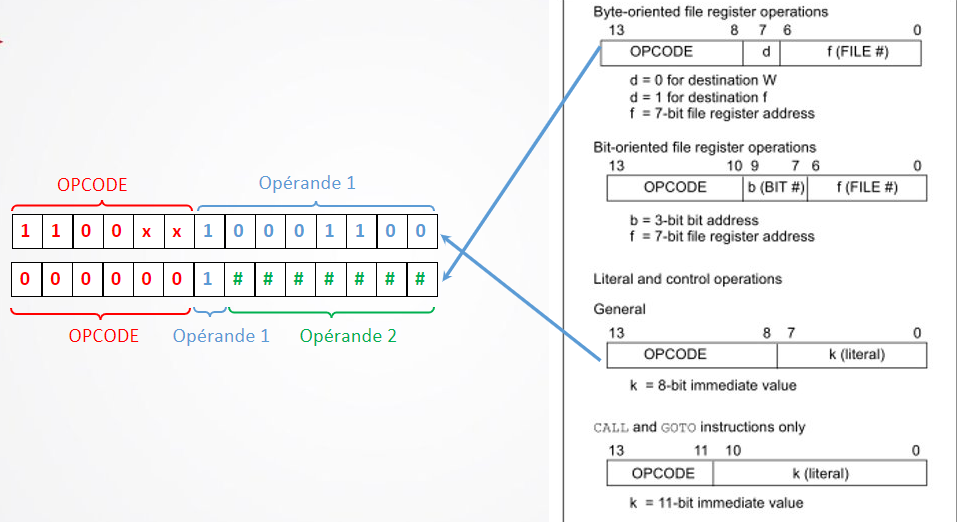 OPCODE Opérande 1
1 1 0 0 x x 1 0 0 0 1 1 0 0
0 0 0 0 0 0 1 # # # # # # #
OPCODE Opérande 1 Opérande 2
Byte-oriented file register operations
13 8 7 6 0
OPCODE d f (FILE #)
d = 0 for destination W
d = 1 for destination f
f = 7-bit file register address
Bit-oriented file register operations
13 10 9 7 6 0
OPCODE b (BIT #) f (FILE #)
b = 3-bit bit address
f = 7-bit file register address
Literal and control operations
General
13 8 7 0
OPCODE k (literal)
k = 8-bit immediate value
CALL and GOTO instructions only
13 11 10 0
OPCODE k (literal)
k = 11-bit immediate value